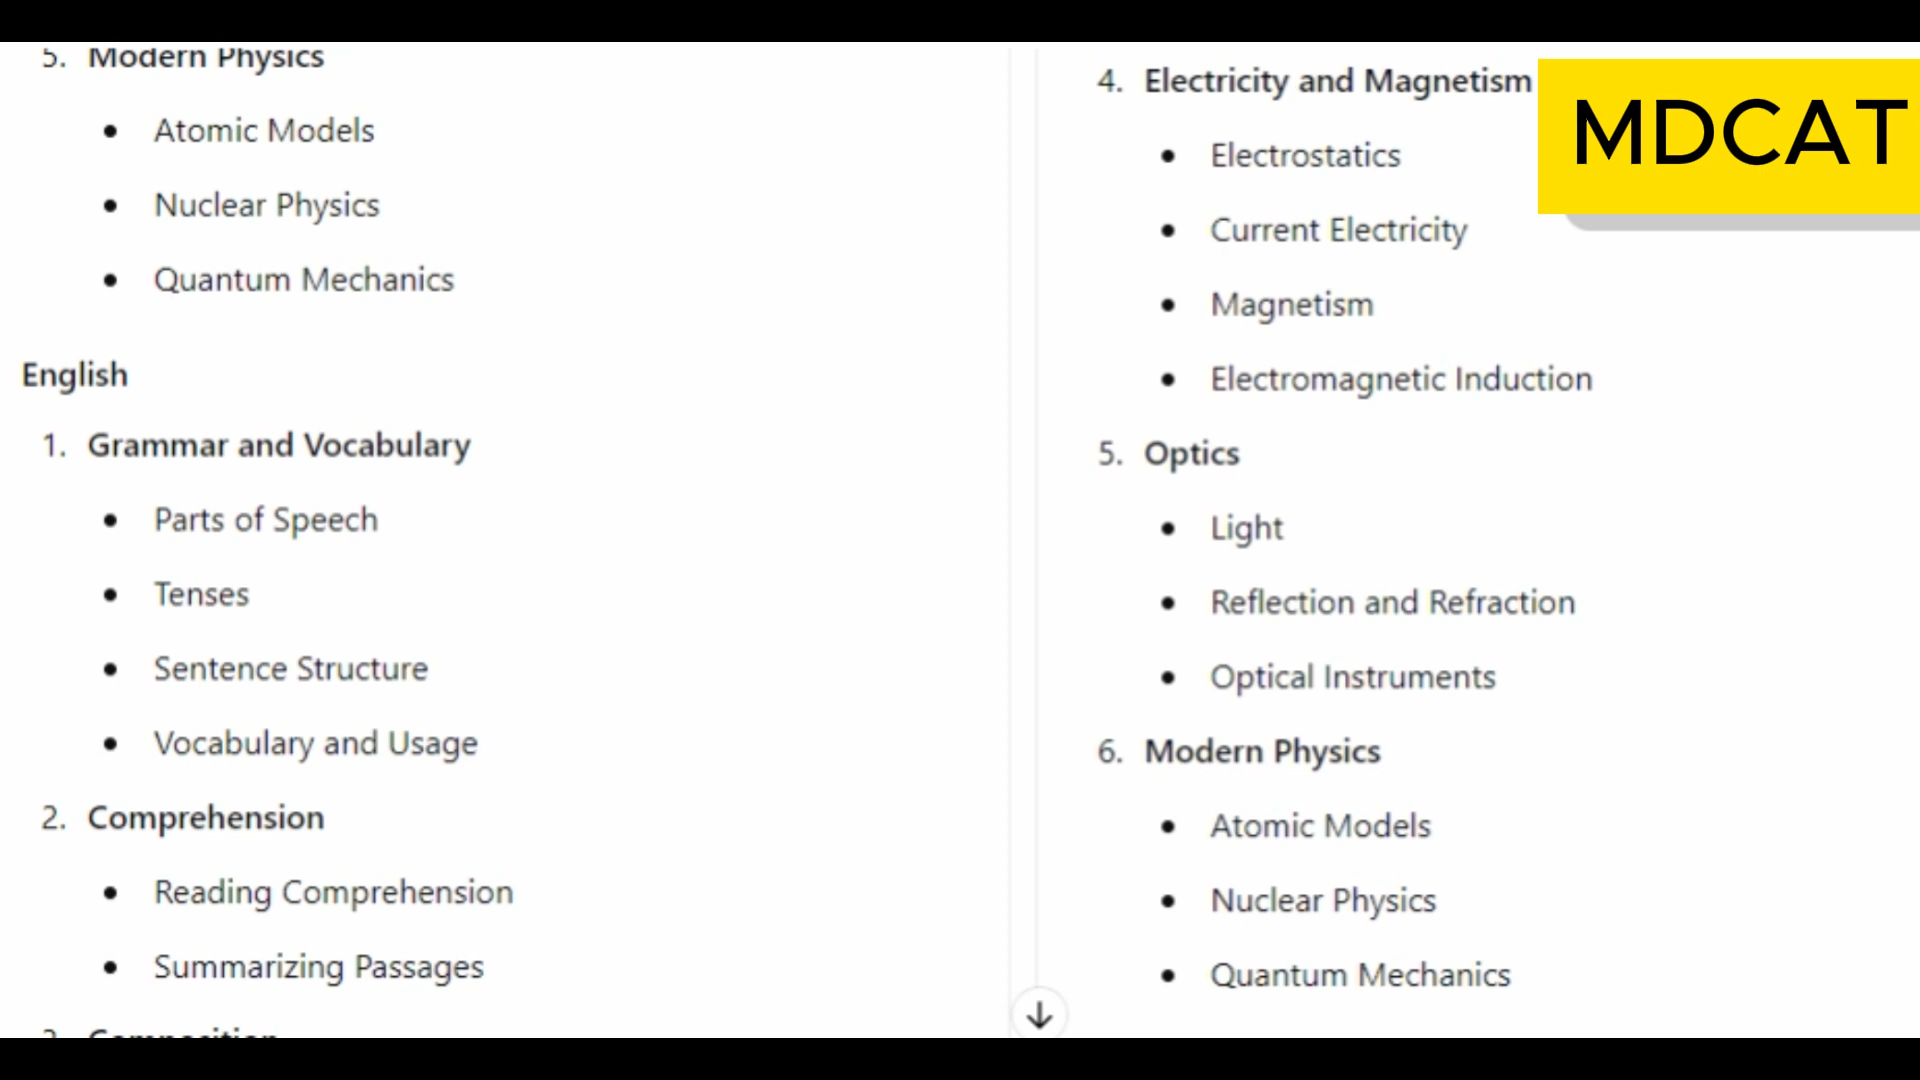 5. Modern Physics
• Atomic Models
• Nuclear Physics
• Quantum Mechanics
English
1. Grammar and Vocabulary
• Parts of Speech
• Tenses
• Sentence Structure
• Vocabulary and Usage
2. Comprehension
• Reading Comprehension
• Summarizing Passages
3. Composition
4. Electricity and Magnetism
• Electrostatics
• Current Electricity
• Magnetism
• Electromagnetic Induction
5. Optics
• Light
• Reflection and Refraction
• Optical Instruments
6. Modern Physics
• Atomic Models
• Nuclear Physics
• Quantum Mechanics
MDCAT